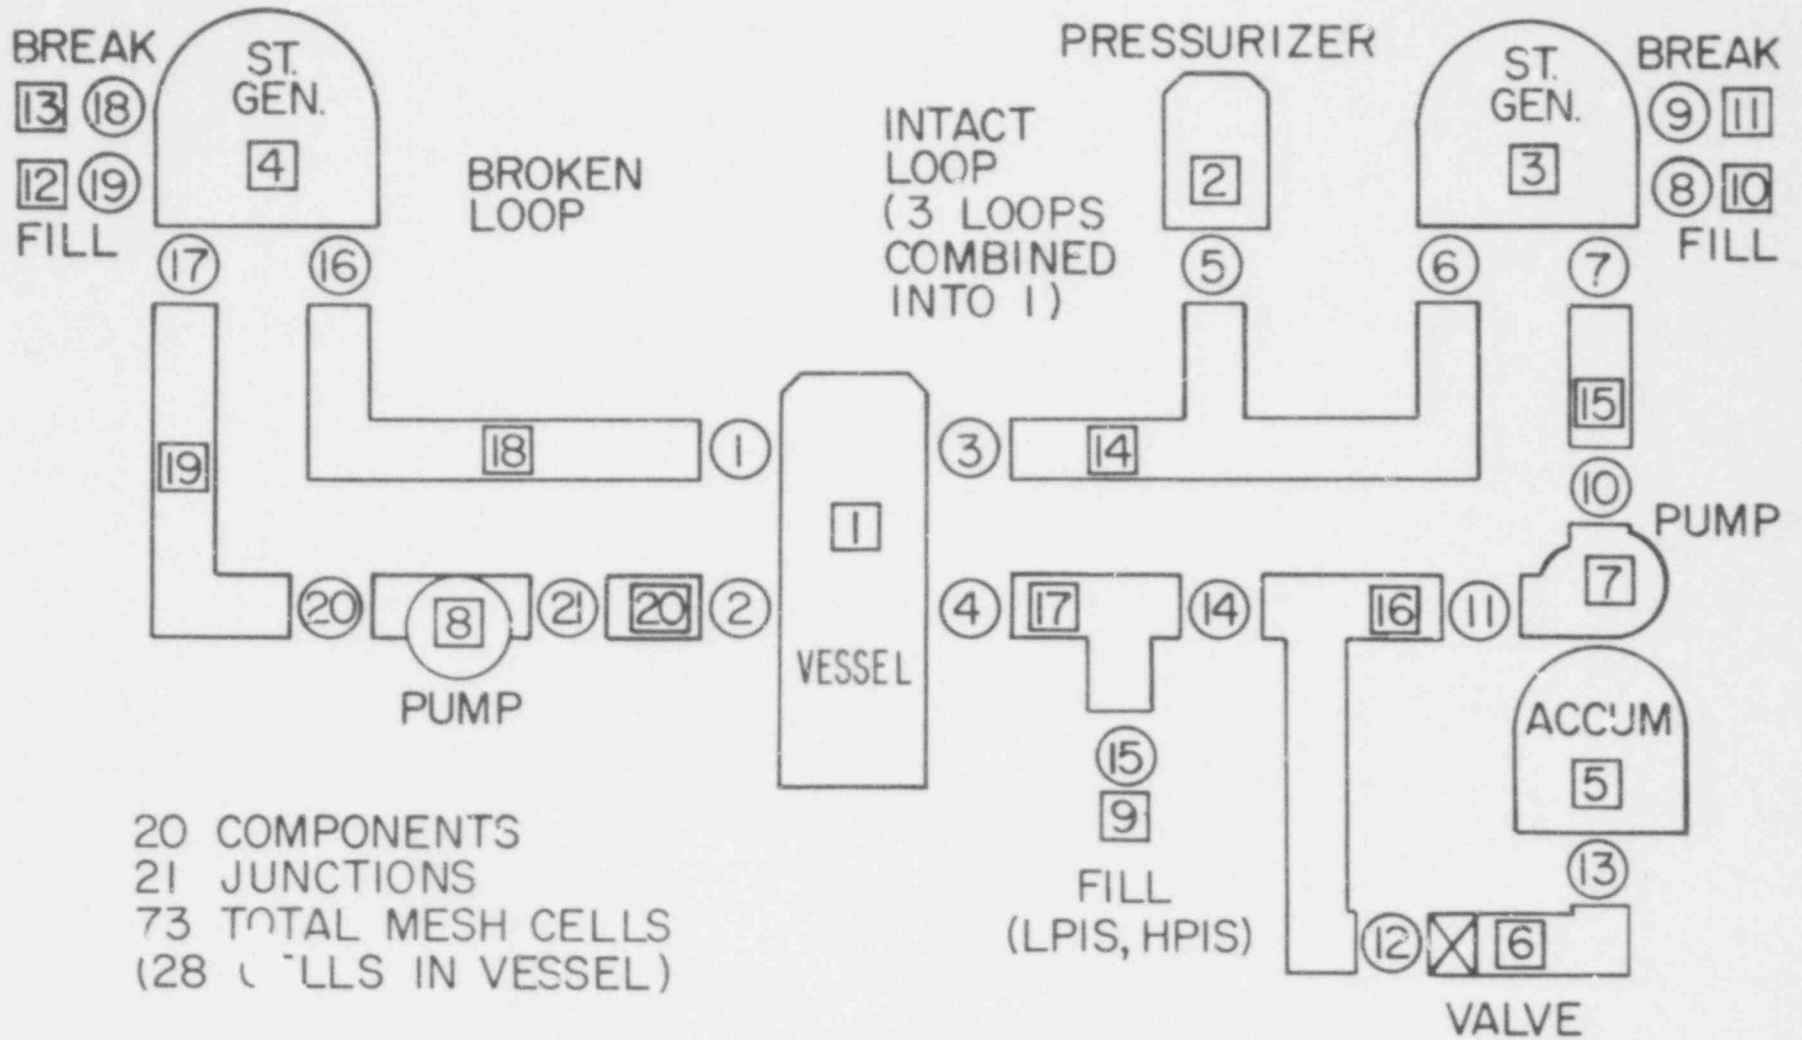 BREAK
13 18
12 19
FILL
ST.
GEN.
4
17
16
BROKEN
LOOP
INTACT
LOOP
(3 LOOPS
COMBINED
INTO 1)
PRESSURIZER
2
5
ST.
GEN.
3
6
7
BREAK
9 11
8 10
FILL
19
18
1
1
VESSEL
3
14
15
10
PUMP
7
20
8
21
20
2
PUMP
4
17
14
16
11
15
9
FILL
(LPIS, HPIS)
ACCUM
5
13
12
6
VALVE
20 COMPONENTS
21 JUNCTIONS
73 TOTAL MESH CELLS
(28 IN VESSEL)